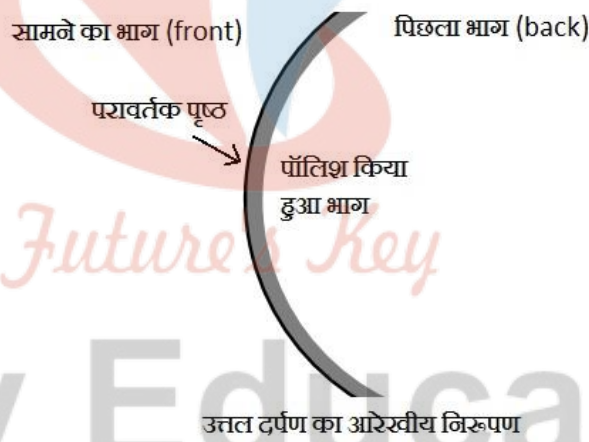 सामने का भाग (front)
पिछला भाग (back)
परावर्तक पृष्ठ
पॉलिश किया
हुआ भाग
Future's Key
y Educa
उत्तल दर्पण का आरेखीय निरूपण